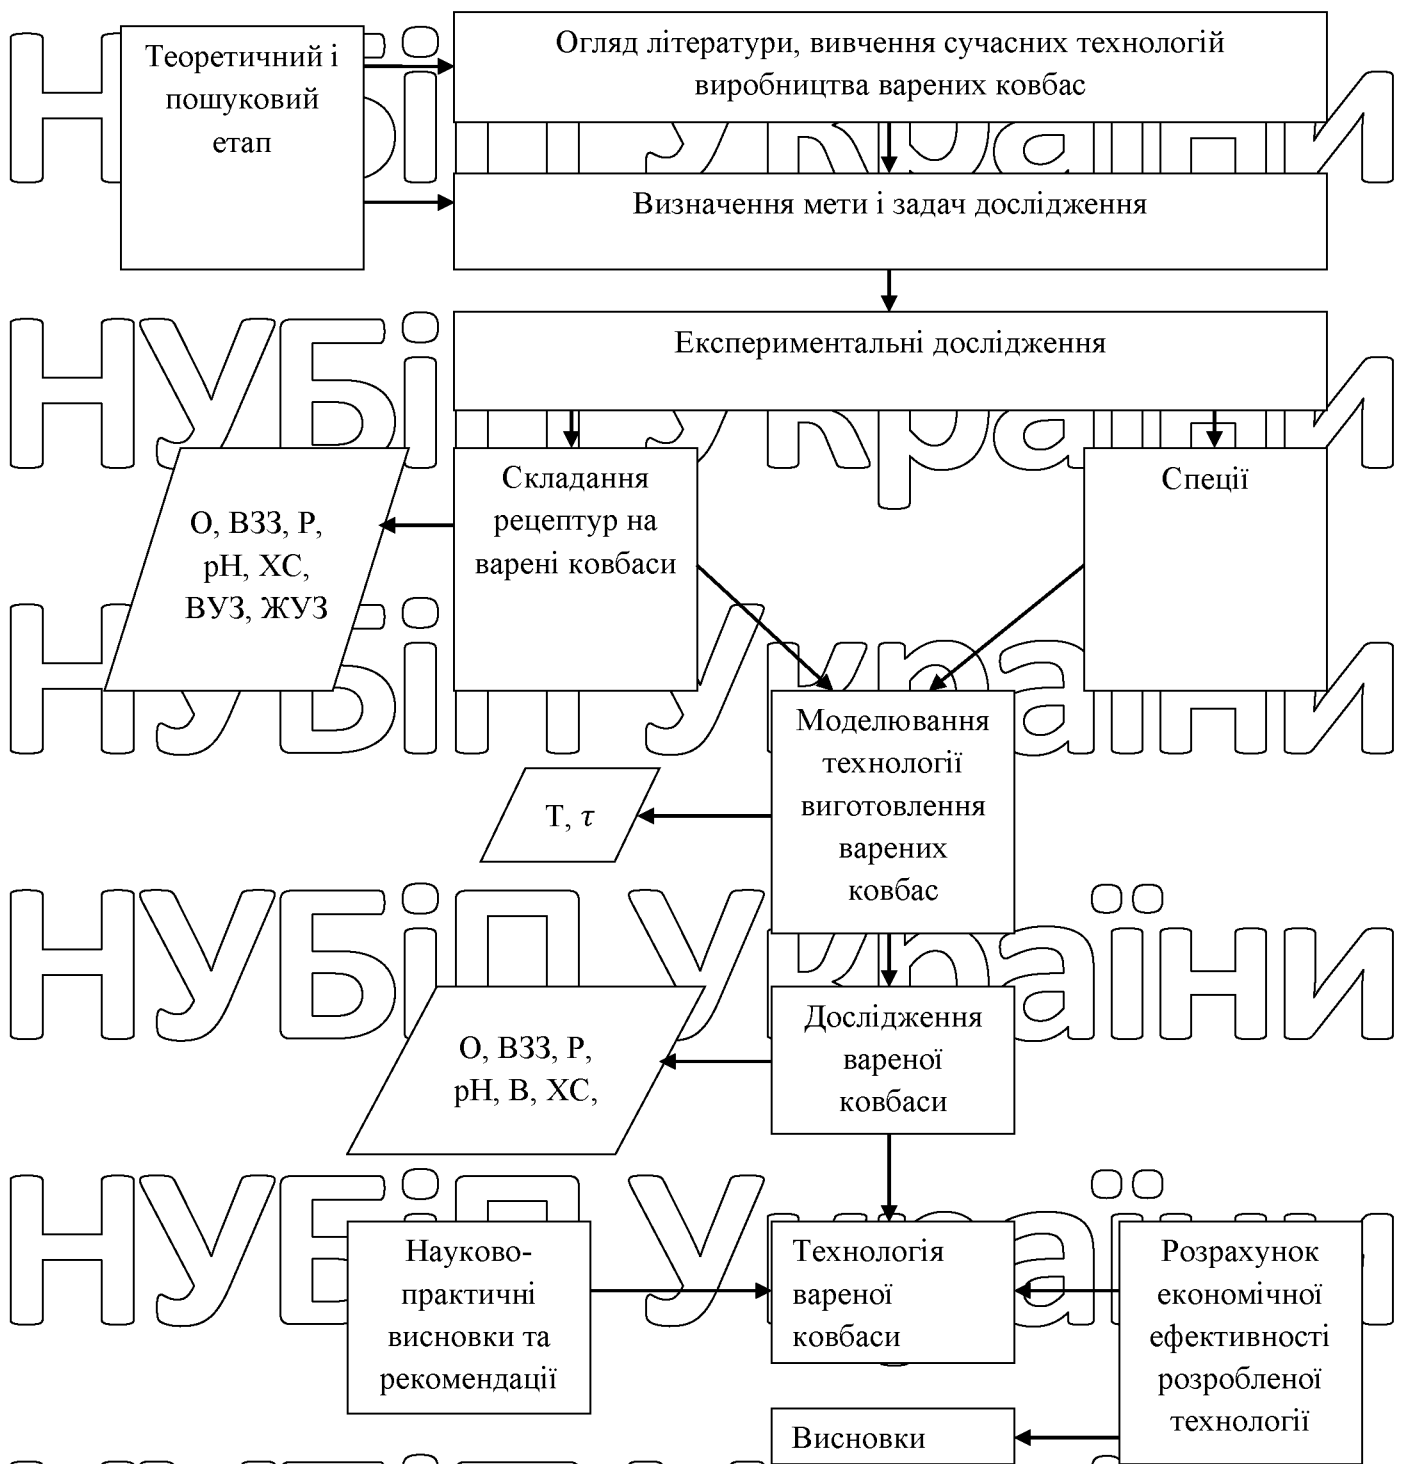 Теоретичний і
пошуковий
етап
Огляд літератури, вивчення сучасних технологій
виробництва варених ковбас
Визначення мети і задач дослідження
Експериментальні дослідження
О, ВЗЗ, Р,
рН, ХС,
ВУЗ, ЖУЗ
Складання
рецептур на
варені ковбаси
Спеції
Моделювання
технології
виготовлення
варених
ковбас
Т, τ
Дослідження
вареної
ковбаси
О, ВЗЗ, Р,
рН, В, ХС,
Науково-
практичні
висновки та
рекомендації
Технологія
вареної
ковбаси
Розрахунок
економічної
ефективності
розробленої
технології
Висновки
НУБіП України
НУБіП України
НУБіП України
НУБіП України
НУБіП України